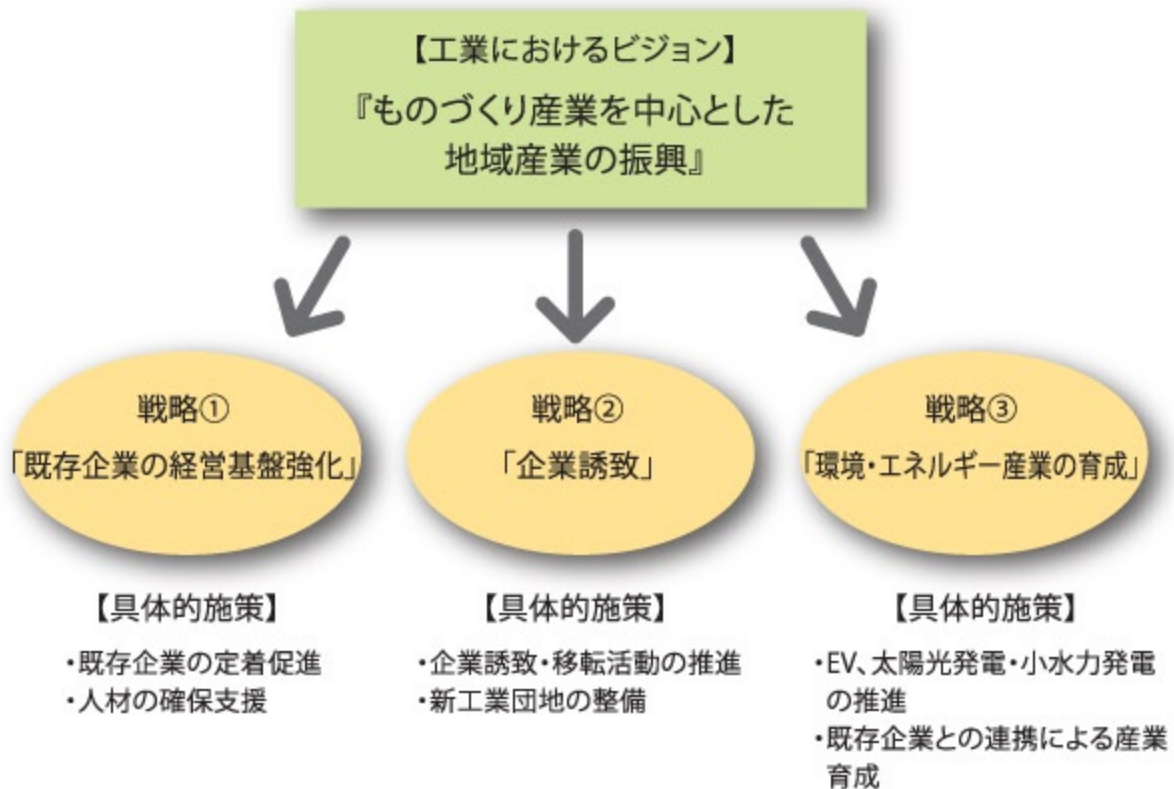 【工業におけるビジョン】
『ものづくり産業を中心とした
地域産業の振興』
戦略①
「既存企業の経営基盤強化」
【具体的施策】
・既存企業の定着促進
・人材の確保支援
戦略②
「企業誘致」
【具体的施策】
・企業誘致・移転活動の推進
・新工業団地の整備
戦略③
「環境・エネルギー産業の育成」
【具体的施策】
・EV、太陽光発電・小水力発電
の推進
・既存企業との連携による産業
育成